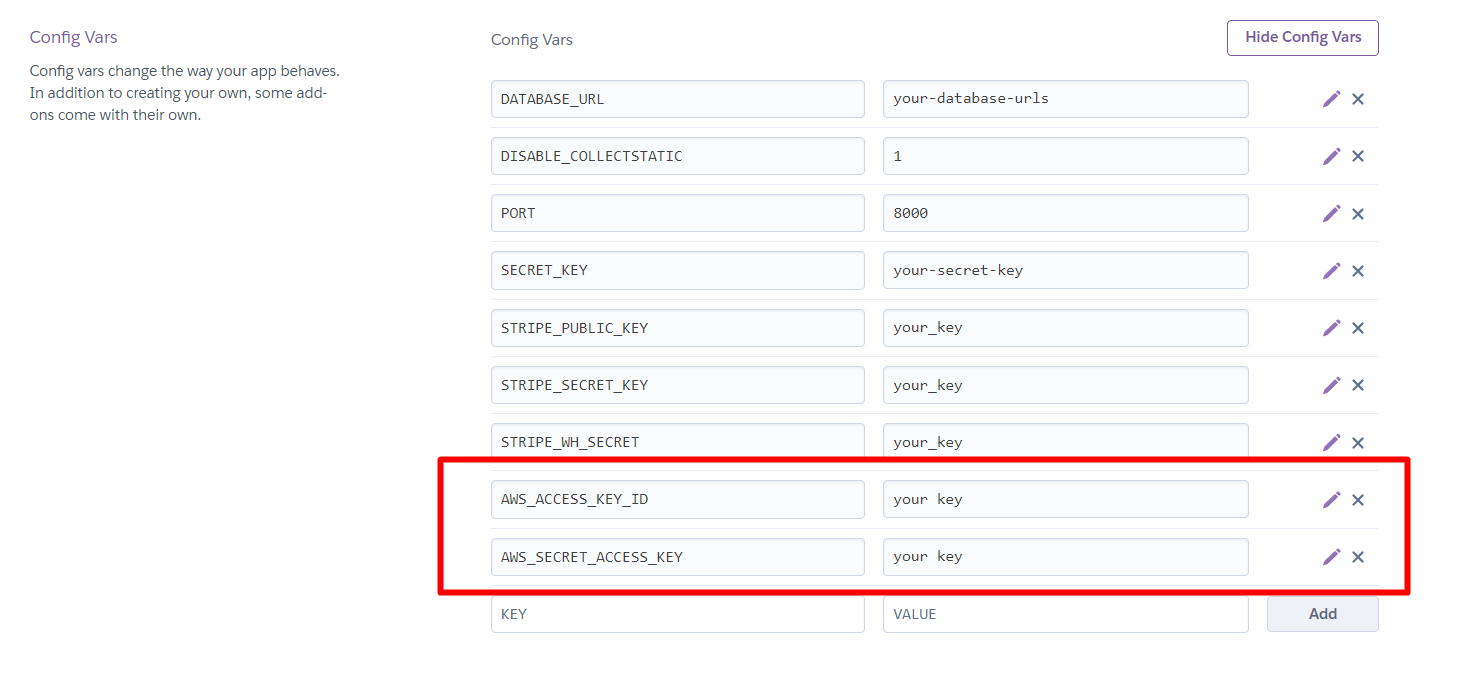 Config Vars
Config vars change the way your app behaves.
In addition to creating your own, some add-
ons come with their own.
Config Vars
Hide Config Vars
DATABASE_URL your-database-urls
DISABLE_COLLECTSTATIC 1
PORT 8000
SECRET_KEY your-secret-key
STRIPE_PUBLIC_KEY your_key
STRIPE_SECRET_KEY your_key
STRIPE_WH_SECRET your_key
AWS_ACCESS_KEY_ID your key
AWS_SECRET_ACCESS_KEY your key
KEY VALUE Add